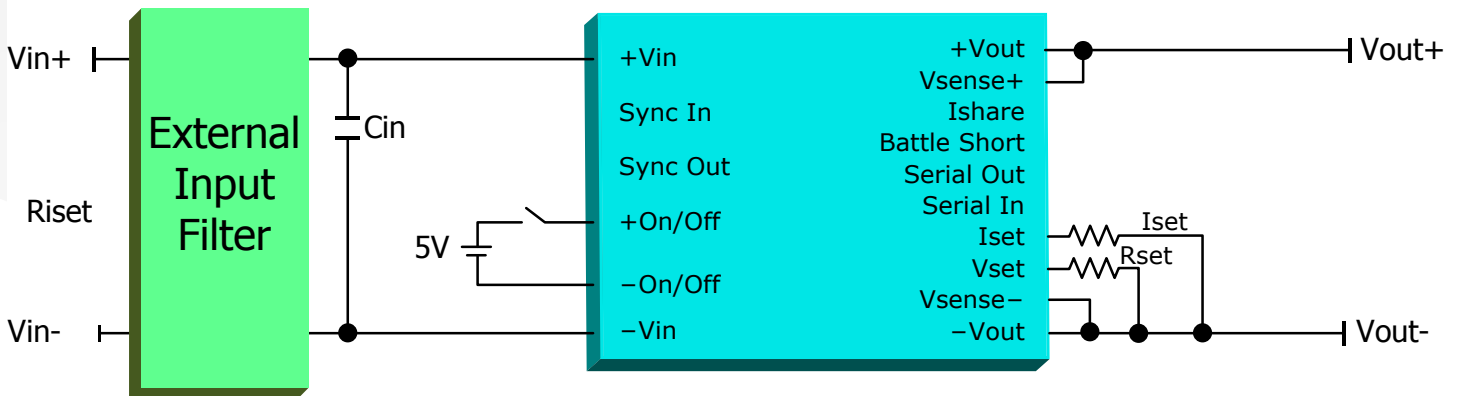 Vin+
Riset
Vin-
External
Input
Filter
Cin
5V
+Vin
Sync In
Sync Out
+On/Off
−On/Off
−Vin
+Vout
Vsense+
Ishare
Battle Short
Serial Out
Serial In
Iset
Vset
Vsense−
−Vout
Iset
Rset
Vout+
Vout-